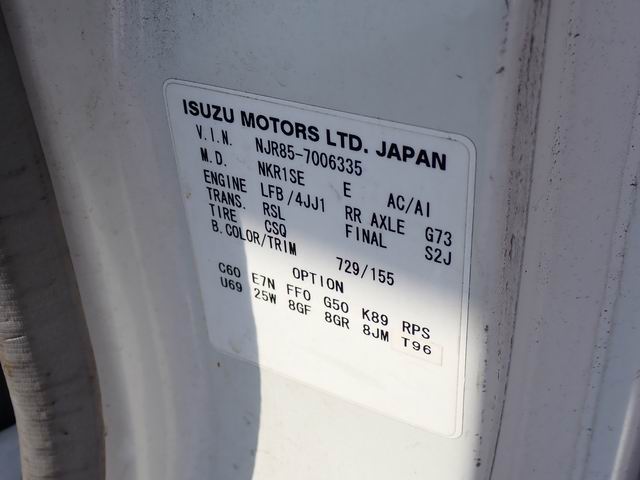 ISUZU MOTORS LTD. JAPAN
V.I.N. NJR85-7006335
M.D. NKR1SE E AC/AI
ENGINE LFB/4JJ1 RR AXLE G73
TRANS. RSL FINAL S2J
TIRE CSQ
B.COLOR/TRIM 729/155
OPTION
C60 E7N FFO G50 K89 RPS
U69 25W 8GF 8GR 8JM T96